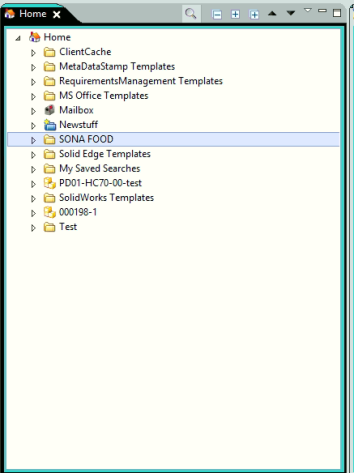 Home
Home
ClientCache
MetaDataStamp Templates
RequirementsManagement Templates
MS Office Templates
Mailbox
Newstuff
SONA FOOD
Solid Edge Templates
My Saved Searches
PD01-HC70-00-test
SolidWorks Templates
000198-1
Test